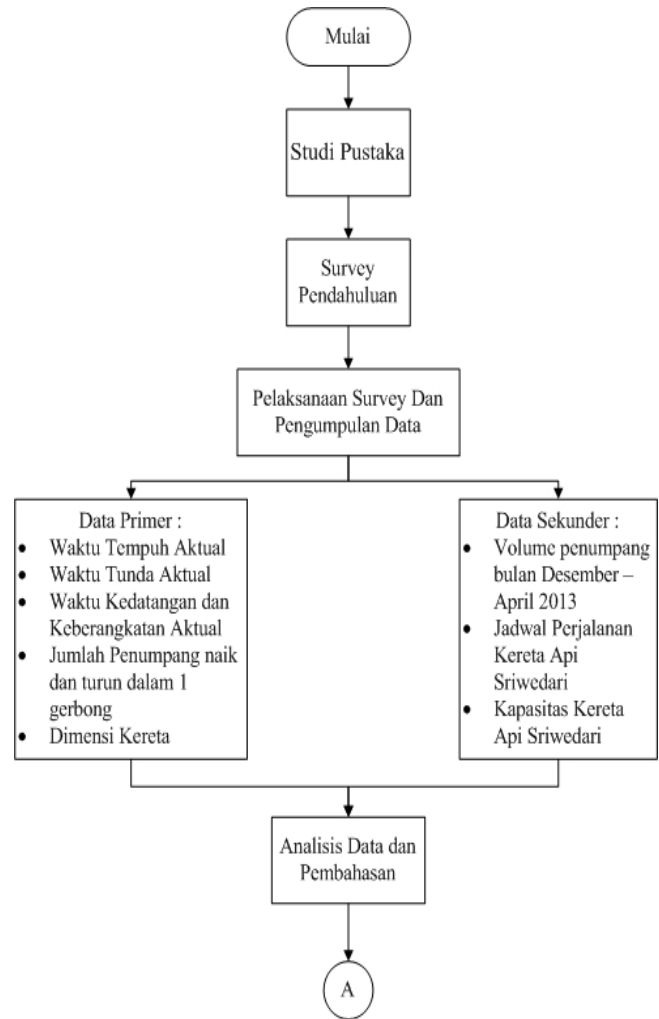 Mulai
Studi Pustaka
Survey
Pendahuluan
Pelaksanaan Survey Dan
Pengumpulan Data
Data Primer :
• Waktu Tempuh Aktual
• Waktu Tunda Aktual
• Waktu Kedatangan dan
Keberangkatan Aktual
• Jumlah Penumpang naik
dan turun dalam 1
gerbong
• Dimensi Kereta
Data Sekunder :
• Volume penumpang
bulan Desember –
April 2013
• Jadwal Perjalanan
Kereta Api
Sriwedari
• Kapasitas Kereta
Api Sriwedari
Analisis Data dan
Pembahasan
A